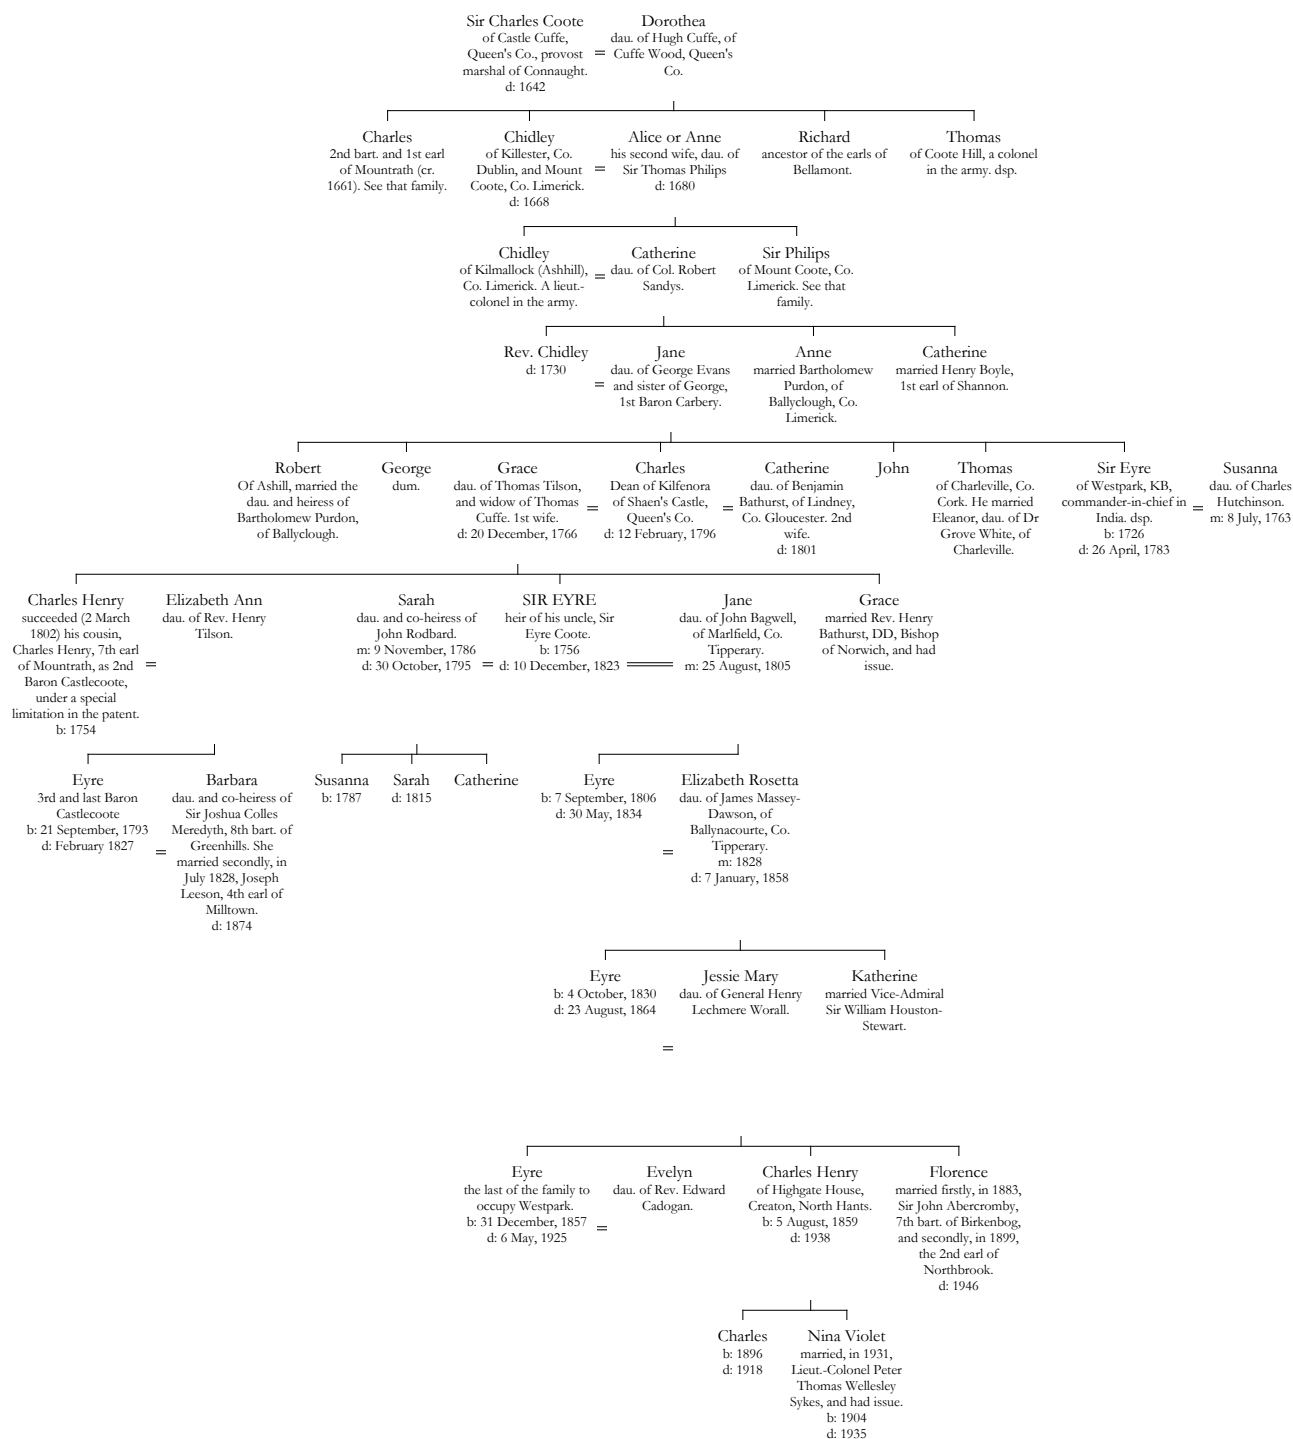 Sir Charles Coote
of Castle Cuffe,
Queen's Co., provost
marshal of Connaught.
d: 1642
=
Dorothea
dau. of Hugh Cuffe, of
Cuffe Wood, Queen's
Co.
Charles
2nd bart. and 1st earl
of Mountrath (cr.
1661). See that family.
Chidley
of Killester, Co.
Dublin, and Mount
Coote, Co. Limerick.
d: 1668
=
Alice or Anne
his second wife, dau. of
Sir Thomas Philips
d: 1680
Richard
ancestor of the earls of
Bellamont.
Thomas
of Coote Hill, a colonel
in the army. dsp.
Chidley
of Kilmallock (Ashhill),
Co. Limerick. A lieut.-
colonel in the army.
=
Catherine
dau. of Col. Robert
Sandys.
Sir Philips
of Mount Coote, Co.
Limerick. See that
family.
Rev. Chidley
d: 1730
=
Jane
dau. of George Evans
and sister of George,
1st Baron Carbery.
Anne
married Bartholomew
Purdon, of
Ballyclough, Co.
Limerick.
Catherine
married Henry Boyle,
1st earl of Shannon.
Robert
Of Ashill, married the
dau. and heiress of
Bartholomew Purdon,
of Ballyclough.
George
dum.
Grace
dau. of Thomas Tilson,
and widow of Thomas
Cuffe. 1st wife.
d: 20 December, 1766
=
Charles
Dean of Kilfenora
of Shaen's Castle,
Queen's Co.
d: 12 February, 1796
=
Catherine
dau. of Benjamin
Bathurst, of Lindney,
Co. Gloucester. 2nd
wife.
d: 1801
John
Thomas
of Charleville, Co.
Cork. He married
Eleanor, dau. of Dr
Grove White, of
Charleville.
Sir Eyre
of Westpark, KB,
commander-in-chief in
India. dsp.
b: 1726
d: 26 April, 1783
=
Susanna
dau. of Charles
Hutchinson.
m: 8 July, 1763
Charles Henry
succeeded (2 March
1802) his cousin,
Charles Henry, 7th earl
of Mountrath, as 2nd
Baron Castlecoote,
under a special
limitation in the patent.
b: 1754
=
Elizabeth Ann
dau. of Rev. Henry
Tilson.
Sarah
dau. and co-heiress of
John Rodbard.
m: 9 November, 1786
d: 30 October, 1795
=
SIR EYRE
heir of his uncle, Sir
Eyre Coote.
b: 1756
d: 10 December, 1823
=
Jane
dau. of John Bagwell,
of Marlfield, Co.
Tipperary.
m: 25 August, 1805
Grace
married Rev. Henry
Bathurst, DD, Bishop
of Norwich, and had
issue.
Eyre
3rd and last Baron
Castlecoote
b: 21 September, 1793
d: February 1827
=
Barbara
dau. and co-heiress of
Sir Joshua Colles
Meredyth, 8th bart. of
Greenhills. She
married secondly, in
July 1828, Joseph
Leeson, 4th earl of
Milltown.
d: 1874
Susanna
b: 1787
Sarah
d: 1815
Catherine
Eyre
b: 7 September, 1806
d: 30 May, 1834
=
Elizabeth Rosetta
dau. of James Massey-
Dawson, of
Ballynacourte, Co.
Tipperary.
m: 1828
d: 7 January, 1858
Eyre
b: 4 October, 1830
d: 23 August, 1864
=
Jessie Mary
dau. of General Henry
Lechmere Worall.
Katherine
married Vice-Admiral
Sir William Houston-
Stewart.
Eyre
the last of the family to
occupy Westpark.
b: 31 December, 1857
d: 6 May, 1925
=
Evelyn
dau. of Rev. Edward
Cadogan.
Charles Henry
of Highgate House,
Creaton, North Hants.
b: 5 August, 1859
d: 1938
Florence
married firstly, in 1883,
Sir John Abercromby,
7th bart. of Birkenbog,
and secondly, in 1899,
the 2nd earl of
Northbrook.
d: 1946
Charles
b: 1896
d: 1918
Nina Violet
married, in 1931,
Lieut.-Colonel Peter
Thomas Wellesley
Sykes, and had issue.
b: 1904
d: 1935